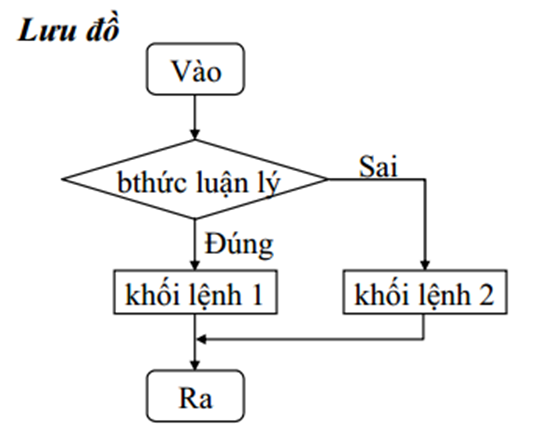 Lưu đồ
Vào
bthức luận lý
Sai
Đúng
khối lệnh 1
khối lệnh 2
Ra